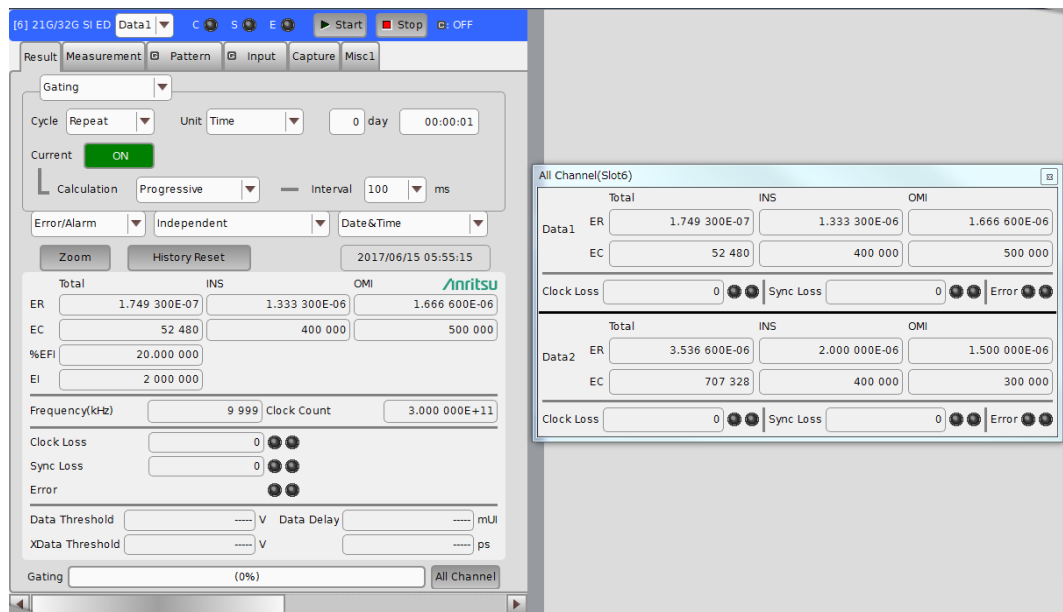 [6] 21G/32G SI ED Data1 C S E Start Stop C: OFF
Result Measurement C Pattern C Input Capture Misc1
Gating
Cycle Repeat Unit Time 0 day 00:00:01
Current ON
Calculation Progressive Interval 100 ms
Error/Alarm Independent Date&Time
Zoom History Reset 2017/06/15 05:55:15
Total INS OMI Anritsu
ER 1.749 300E-07 1.333 300E-06 1.666 600E-06
EC 52 480 400 000 500 000
%EFI 20.000 000
EI 2 000 000
Frequency(kHz) 9 999 Clock Count 3.000 000E+11
Clock Loss 0
Sync Loss 0
Error
Data Threshold ----- V Data Delay ----- mUI
XData Threshold ----- V ----- ps
Gating (0%) All Channel
All Channel(Slot6)
Total INS OMI
Data1 ER 1.749 300E-07 1.333 300E-06 1.666 600E-06
EC 52 480 400 000 500 000
Clock Loss 0 Sync Loss 0 Error
Total INS OMI
Data2 ER 3.536 600E-06 2.000 000E-06 1.500 000E-06
EC 707 328 400 000 300 000
Clock Loss 0 Sync Loss 0 Error